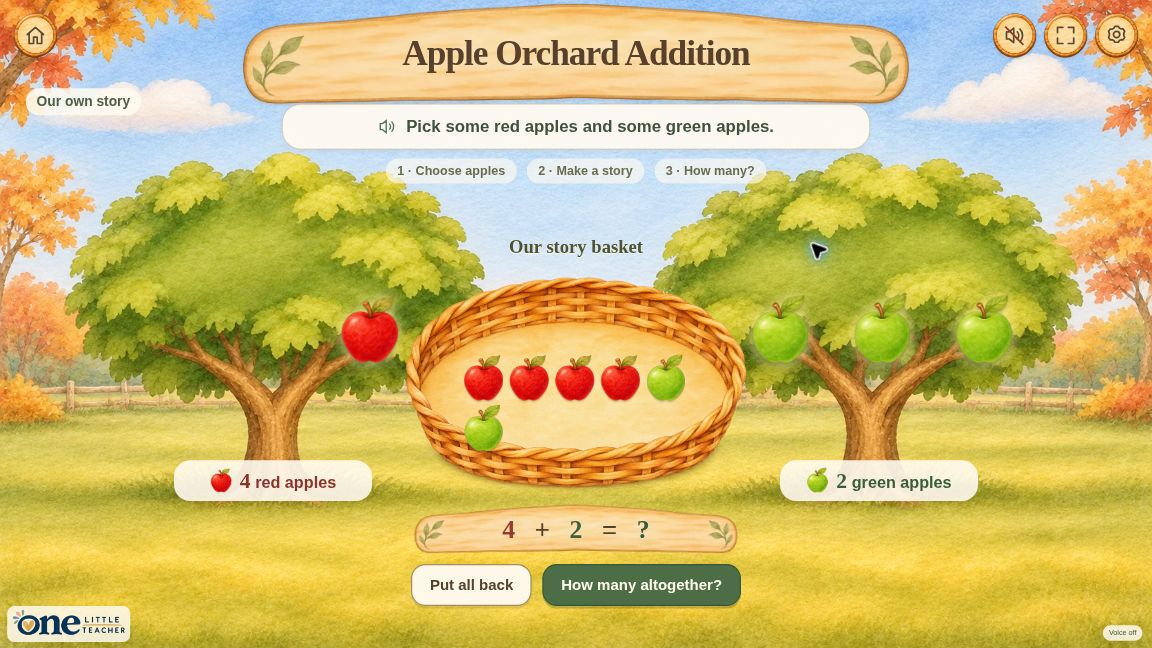 Apple Orchard Addition
Our own story
Pick some red apples and some green apples.
1 · Choose apples
2 · Make a story
3 · How many?
Our story basket
4 red apples
2 green apples
4 + 2 = ?
Put all back
How many altogether?
one LITTLE TEACHER
Voice off